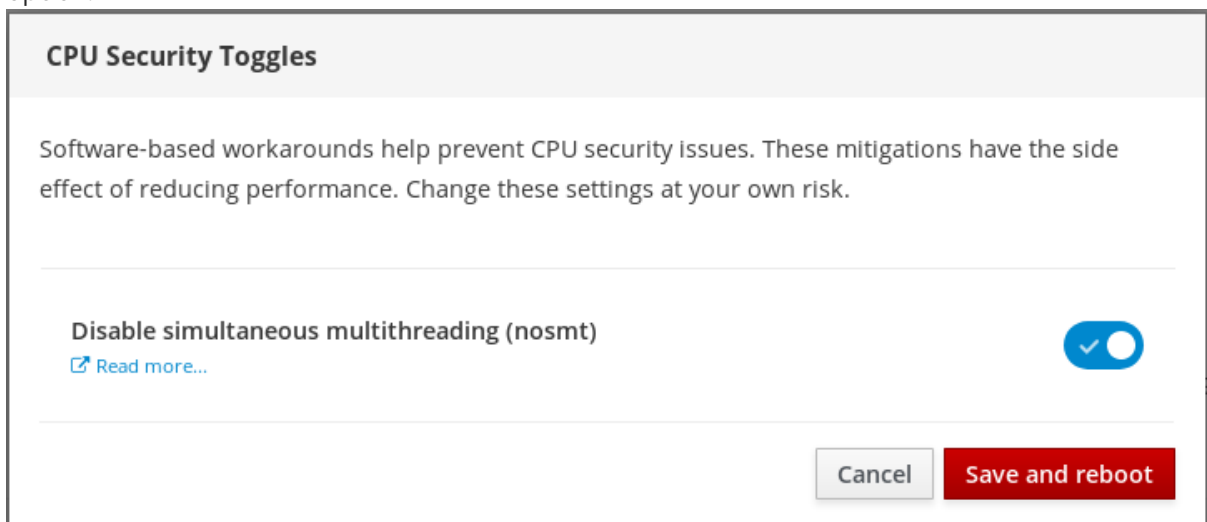 CPU Security Toggles
Software-based workarounds help prevent CPU security issues. These mitigations have the side
effect of reducing performance. Change these settings at your own risk.
Disable simultaneous multithreading (nosmt)
Read more...
Cancel
Save and reboot